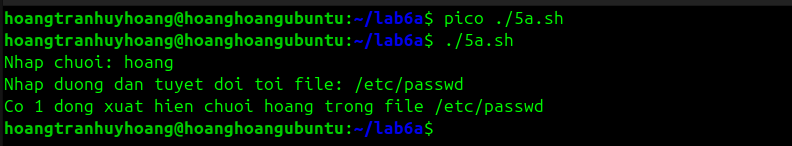 hoangtranhuyhoang@hoanghoangubuntu:~/lab6a$ pico ./5a.sh
hoangtranhuyhoang@hoanghoangubuntu:~/lab6a$ ./5a.sh
Nhap chuoi: hoang
Nhap duong dan tuyet doi toi file: /etc/passwd
Co 1 dong xuat hien chuoi hoang trong file /etc/passwd
hoangtranhuyhoang@hoanghoangubuntu:~/lab6a$